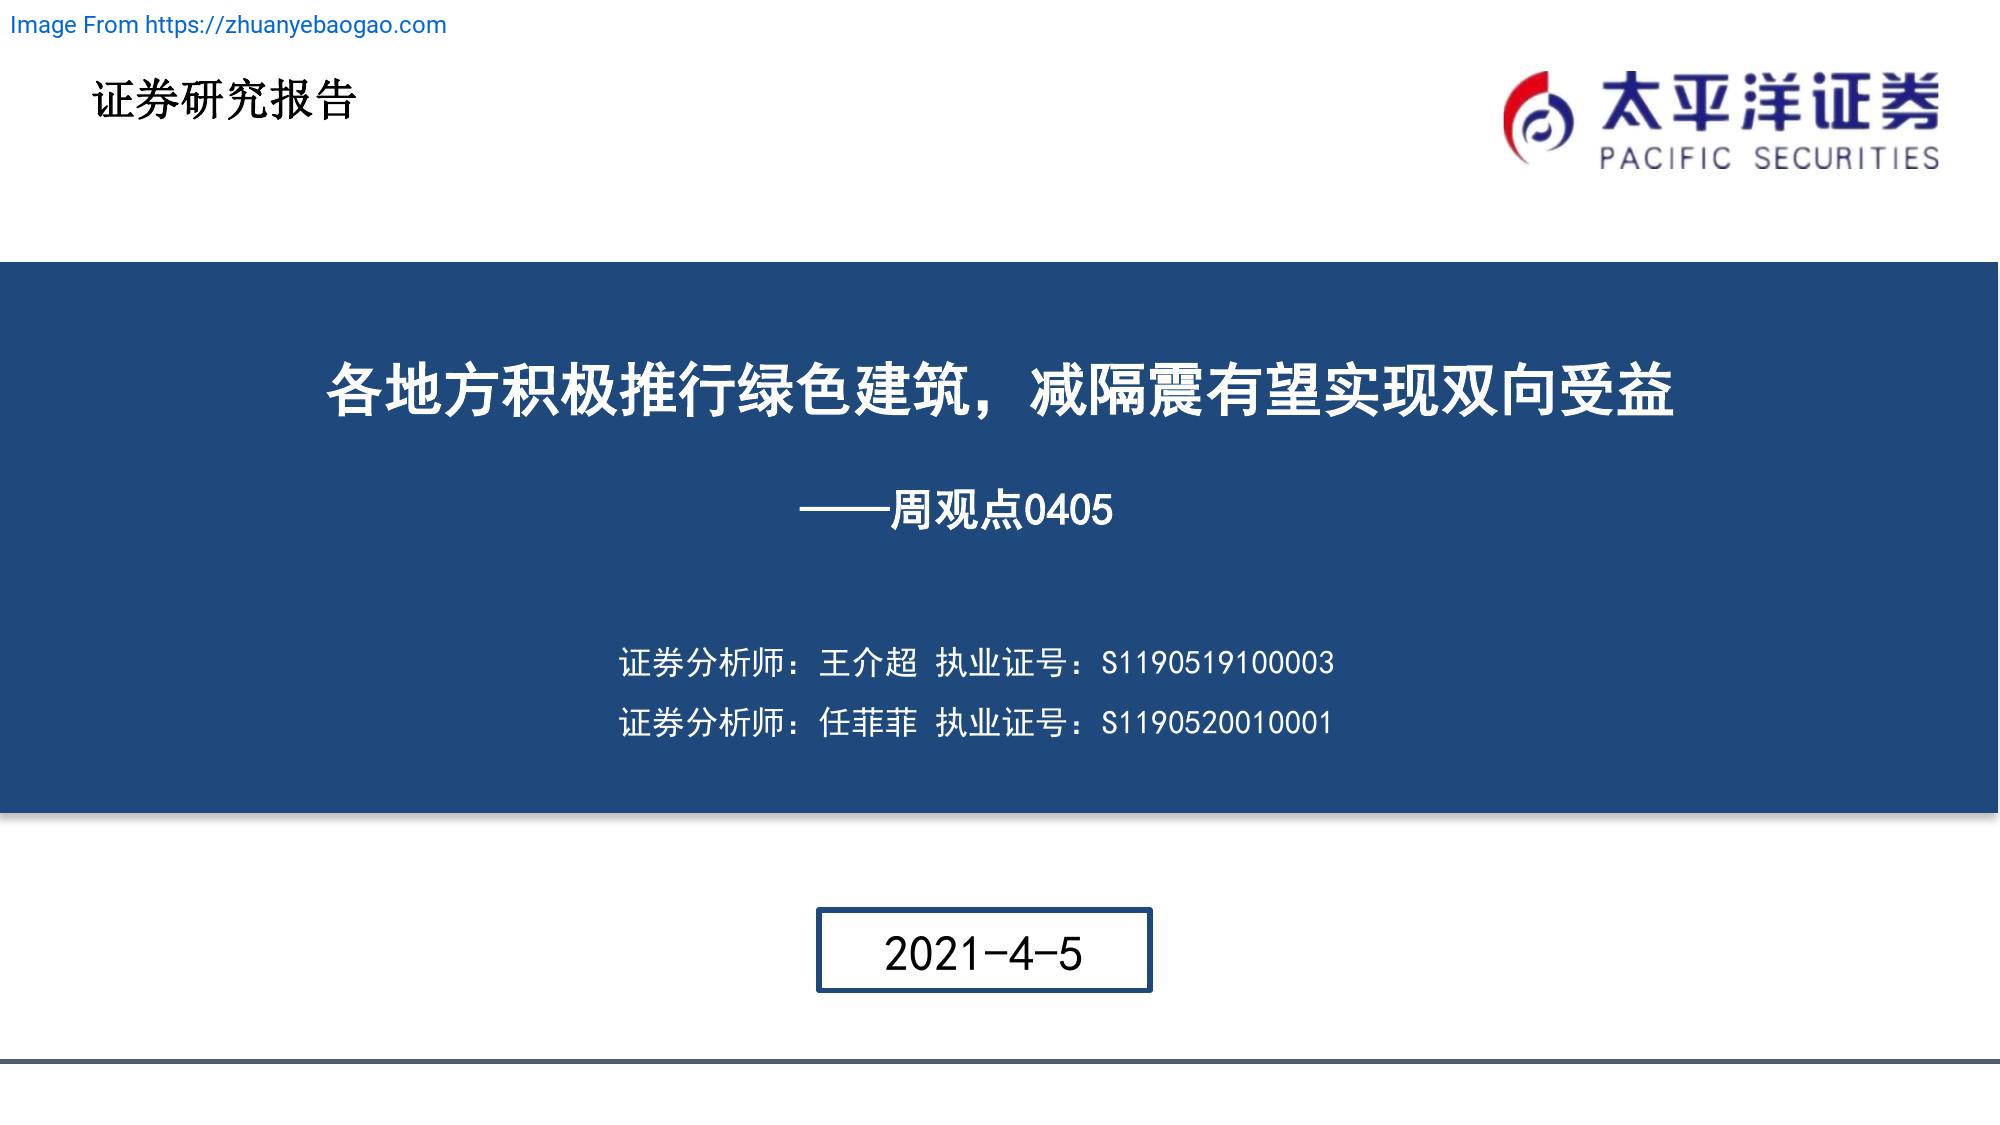 Image From https://zhuanyebaogao.com
证券研究报告
太平洋证券
PACIFIC SECURITIES
各地方积极推行绿色建筑，减隔震有望实现双向受益
——周观点0405
证券分析师：王介超 执业证号：S1190519100003
证券分析师：任菲菲 执业证号：S1190520010001
2021-4-5